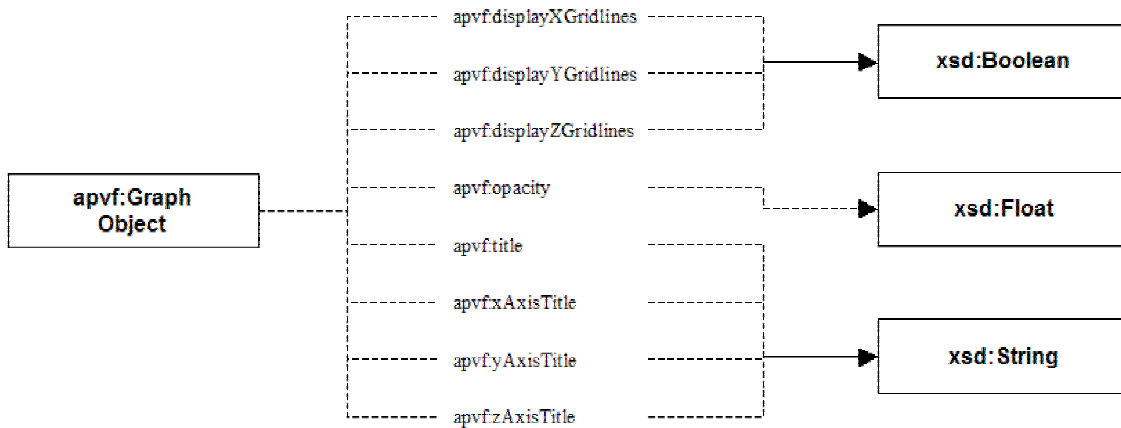 apvf:displayXGridlines
apvf:displayYGridlines
apvf:displayZGridlines
apvf:Graph
Object
apvf:opacity
apvf:title
apvf:xAxisTitle
apvf:yAxisTitle
apvf:zAxisTitle
xsd:Boolean
xsd:Float
xsd:String